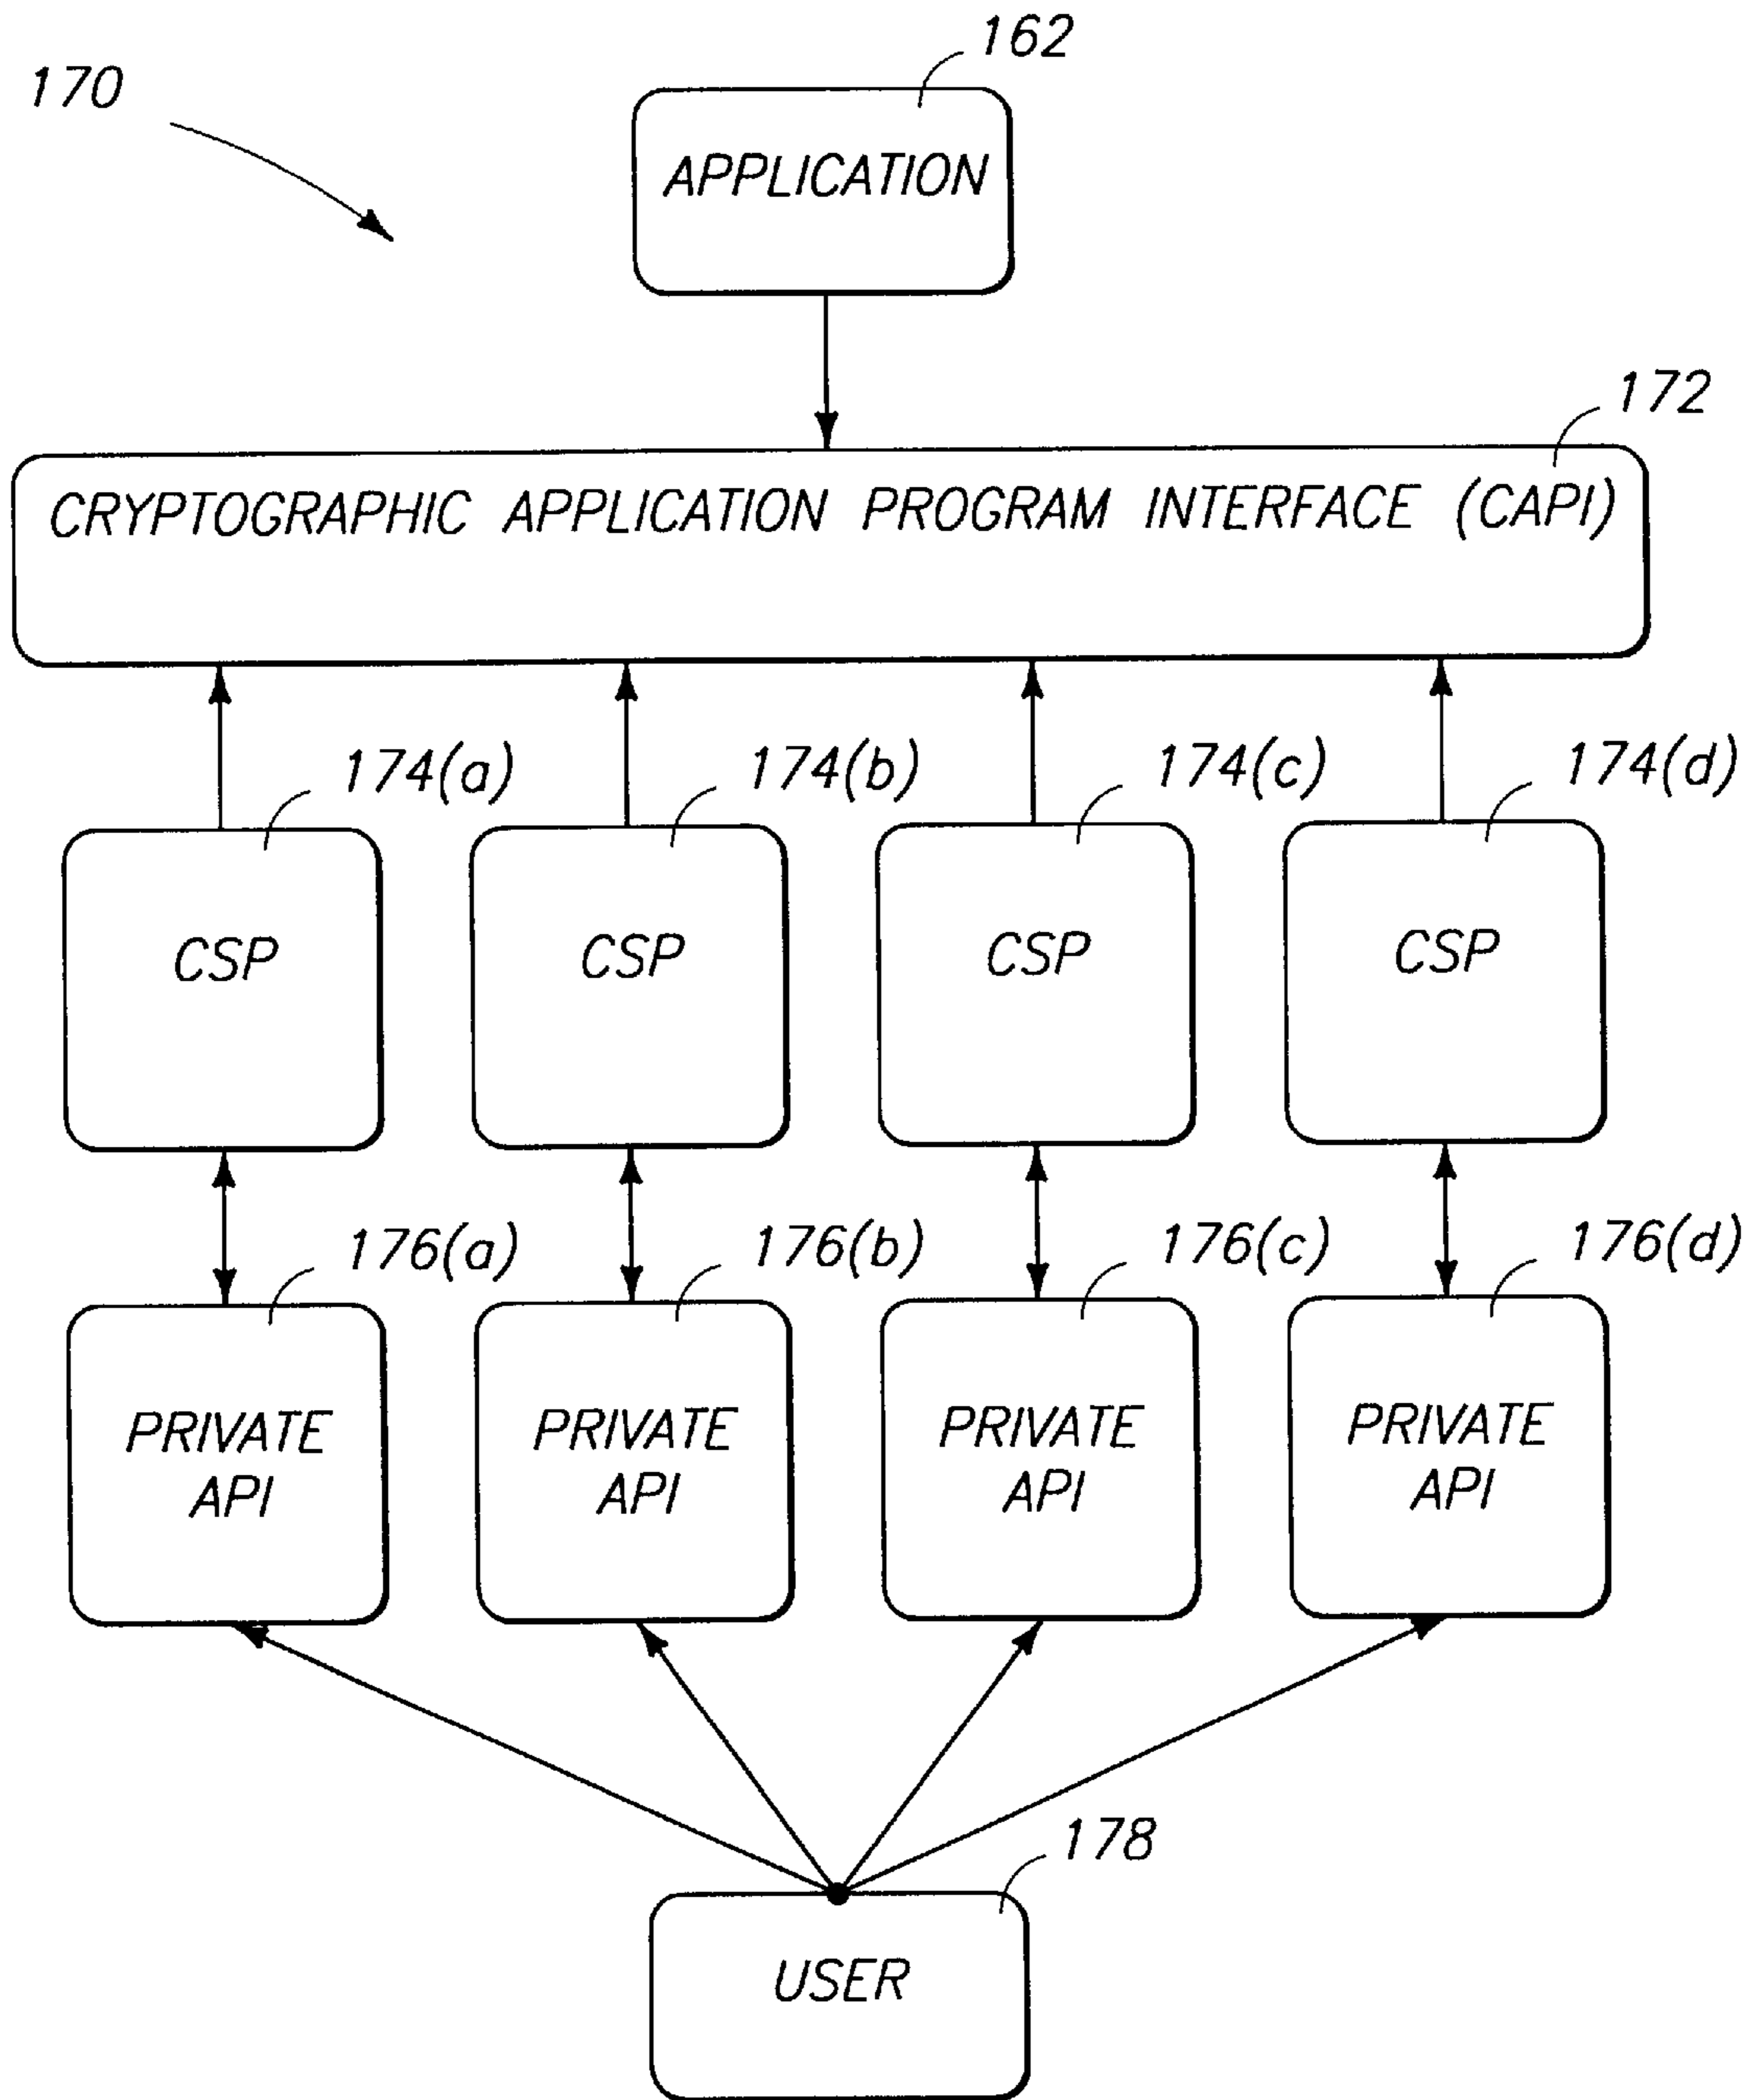 162
170
APPLICATION
172
CRYPTOGRAPHIC APPLICATION PROGRAM INTERFACE (CAPI)
174(a)
174(b)
174(c)
174(d)
CSP
CSP
CSP
CSP
176(a)
176(b)
176(c)
176(d)
PRIVATE
API
PRIVATE
API
PRIVATE
API
PRIVATE
API
178
USER